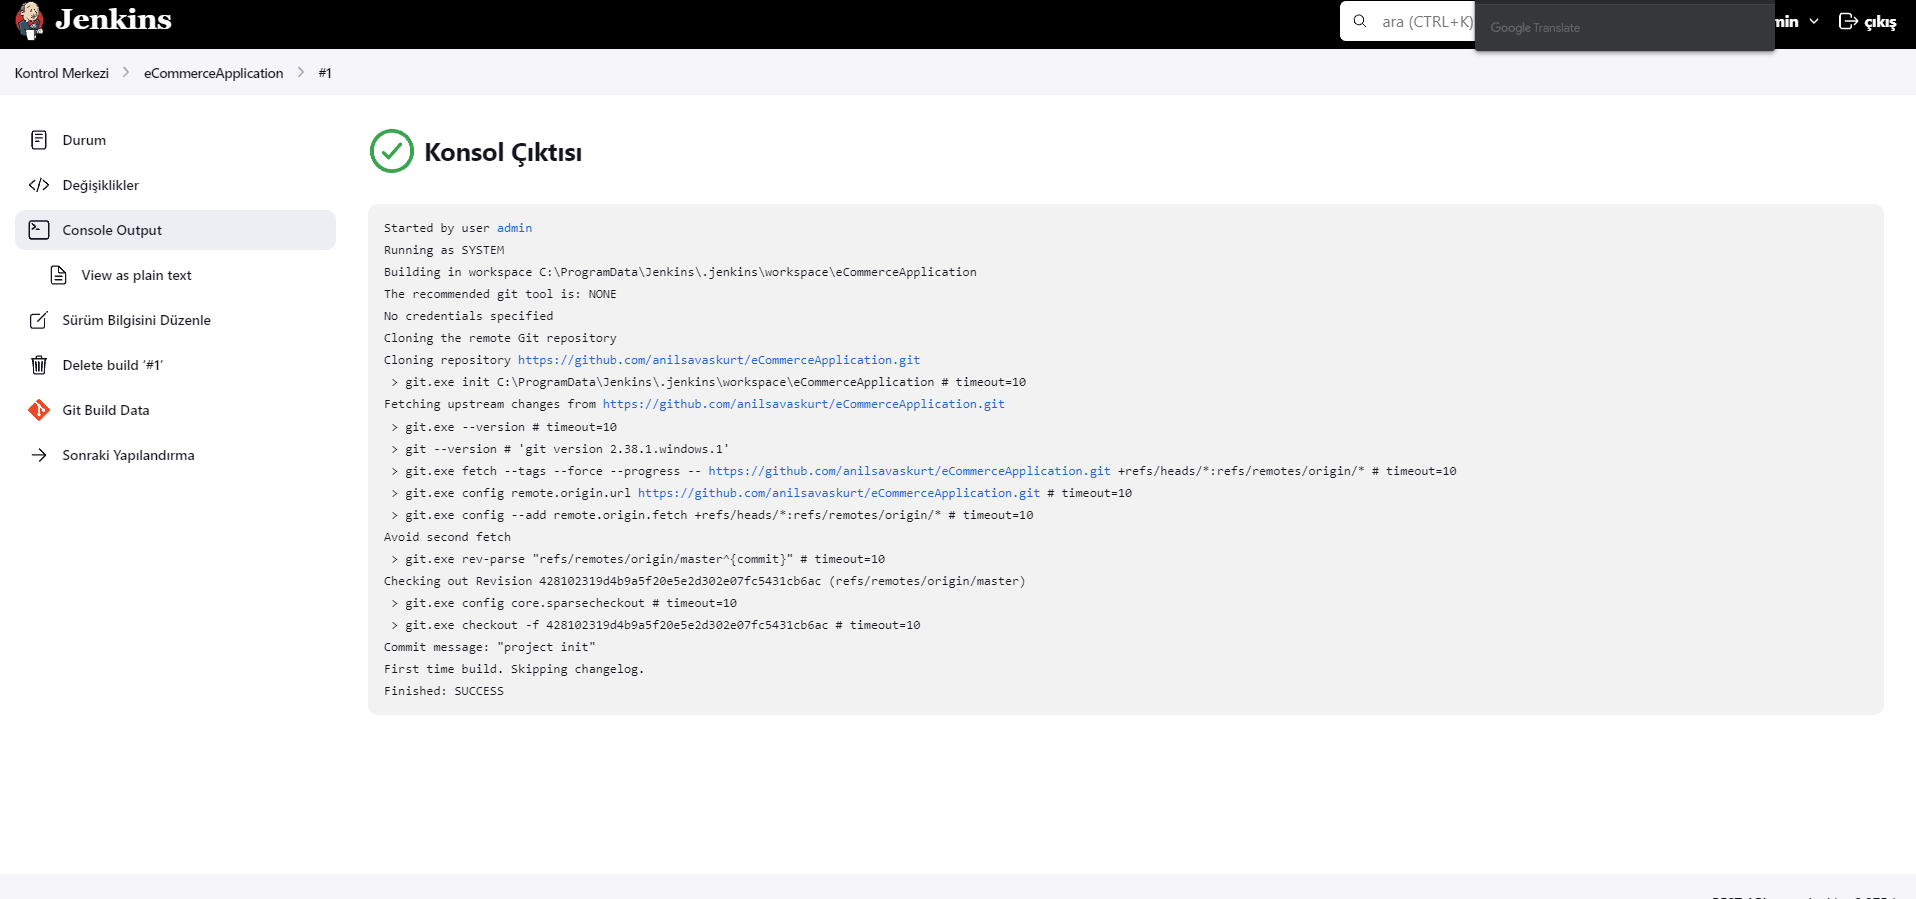 Jenkins
ara (CTRL+K)
Google Translate
min
çıkış
Kontrol Merkezi
eCommerceApplication
#1
Durum
Değişiklikler
Console Output
View as plain text
Sürüm Bilgisini Düzenle
Delete build ‘#1’
Git Build Data
Sonraki Yapılandırma
Konsol Çıktısı
Started by user admin
Running as SYSTEM
Building in workspace C:\ProgramData\Jenkins\.jenkins\workspace\eCommerceApplication
The recommended git tool is: NONE
No credentials specified
Cloning the remote Git repository
Cloning repository https://github.com/anilsavaskurt/eCommerceApplication.git
> git.exe init C:\ProgramData\Jenkins\.jenkins\workspace\eCommerceApplication # timeout=10
Fetching upstream changes from https://github.com/anilsavaskurt/eCommerceApplication.git
> git.exe --version # timeout=10
> git --version # 'git version 2.38.1.windows.1'
> git.exe fetch --tags --force --progress -- https://github.com/anilsavaskurt/eCommerceApplication.git +refs/heads/*:refs/remotes/origin/* # timeout=10
> git.exe config remote.origin.url https://github.com/anilsavaskurt/eCommerceApplication.git # timeout=10
> git.exe config --add remote.origin.fetch +refs/heads/*:refs/remotes/origin/* # timeout=10
Avoid second fetch
> git.exe rev-parse "refs/remotes/origin/master^{commit}" # timeout=10
Checking out Revision 428102319d4b9a5f20e5e2d302e07fc5431cb6ac (refs/remotes/origin/master)
> git.exe config core.sparsecheckout # timeout=10
> git.exe checkout -f 428102319d4b9a5f20e5e2d302e07fc5431cb6ac # timeout=10
Commit message: "project init"
First time build. Skipping changelog.
Finished: SUCCESS